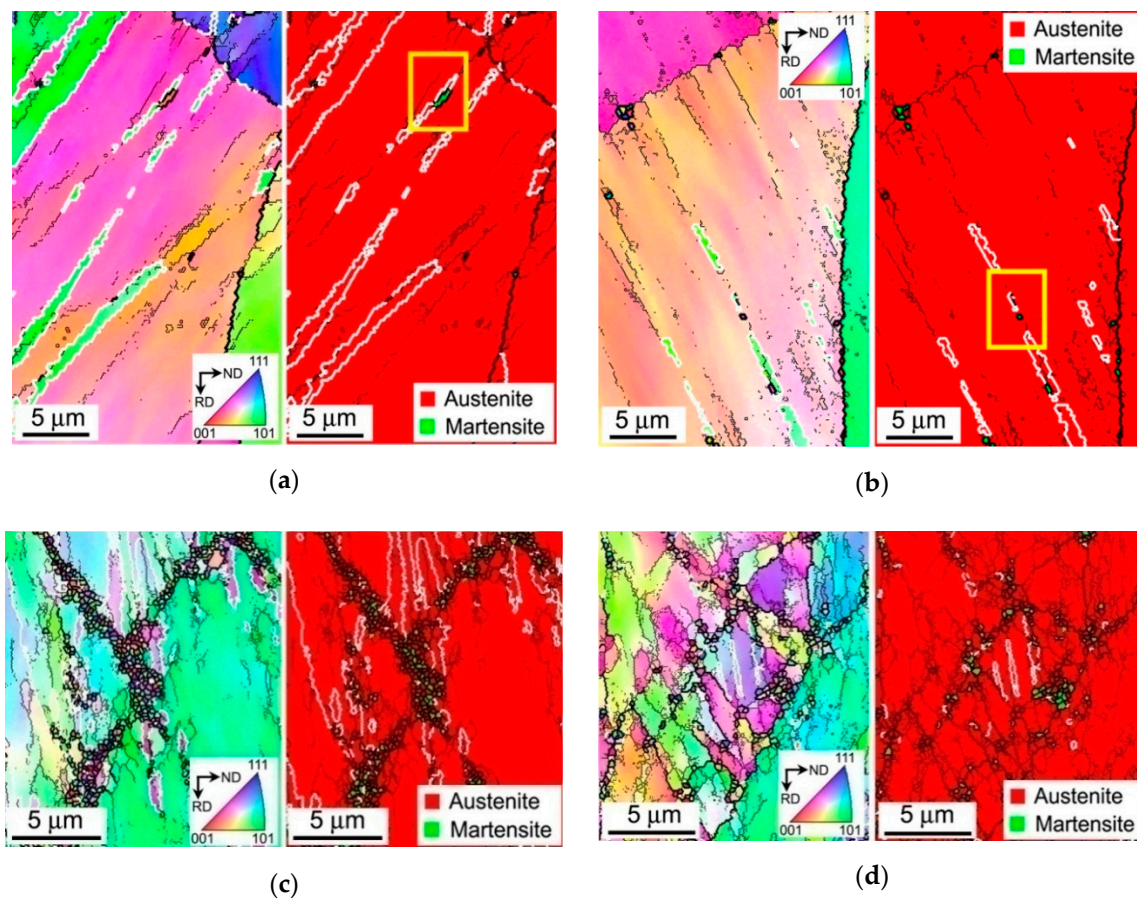 ND
RD
111
001 101
5 μm
5 μm
Austenite
Martensite
(a)
ND
RD
111
001 101
5 μm
5 μm
Austenite
Martensite
(b)
ND
RD
111
001 101
5 μm
5 μm
Austenite
Martensite
(c)
ND
RD
111
001 101
5 μm
5 μm
Austenite
Martensite
(d)